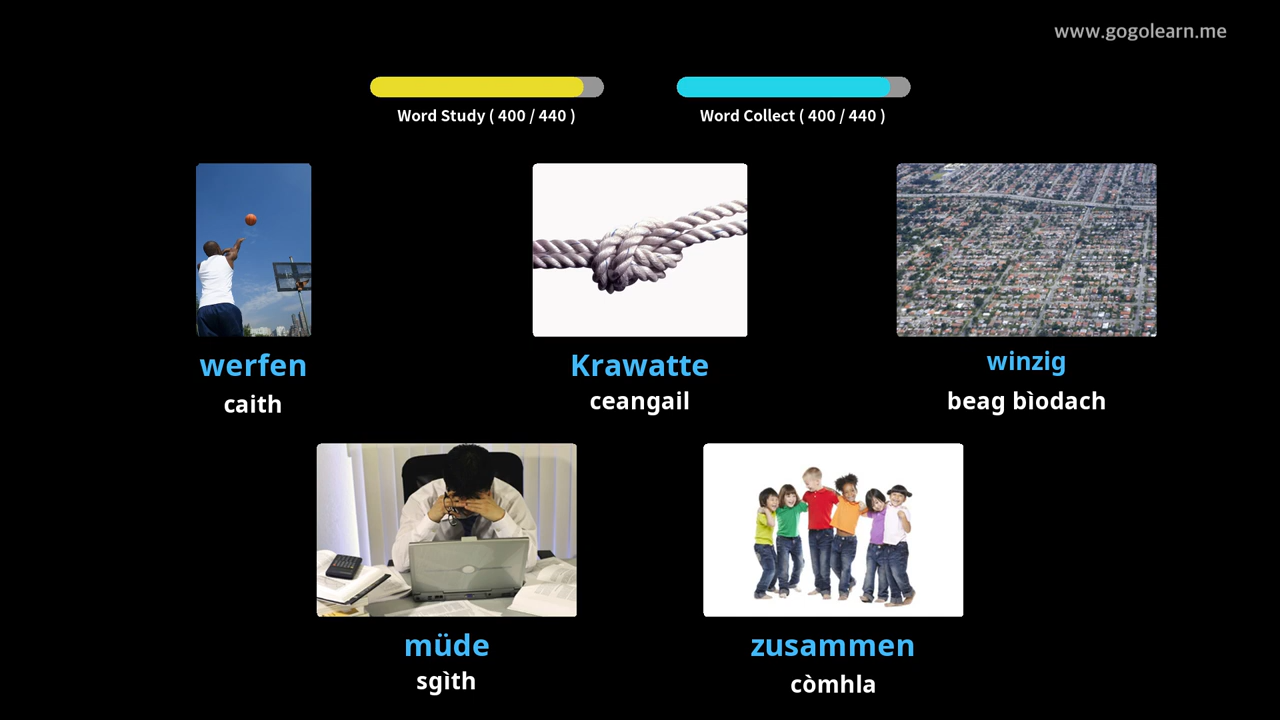 www.gogolearn.me
Word Study ( 400 / 440 )
Word Collect ( 400 / 440 )
werfen
caith
Krawatte
ceangail
winzig
beag bìodach
müde
sgìth
zusammen
còmhla